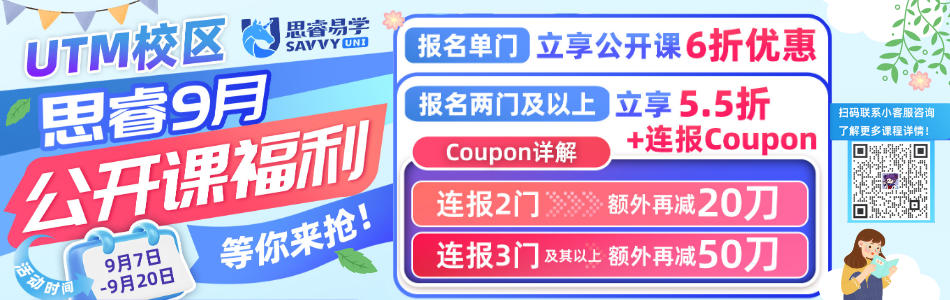 UTM校区
思睿易学
SAVVY UNI
思睿9月
公开课福利
等你来抢!
活动时间
9月7日
-9月20日
报名单门 立享公开课6折优惠
报名两门及以上 立享 5.5折
+连报Coupon
Coupon详解
连报2门 额外再减20刀
连报3门及其以上 额外再减50刀
扫码联系小客服咨询
了解更多课程详情!